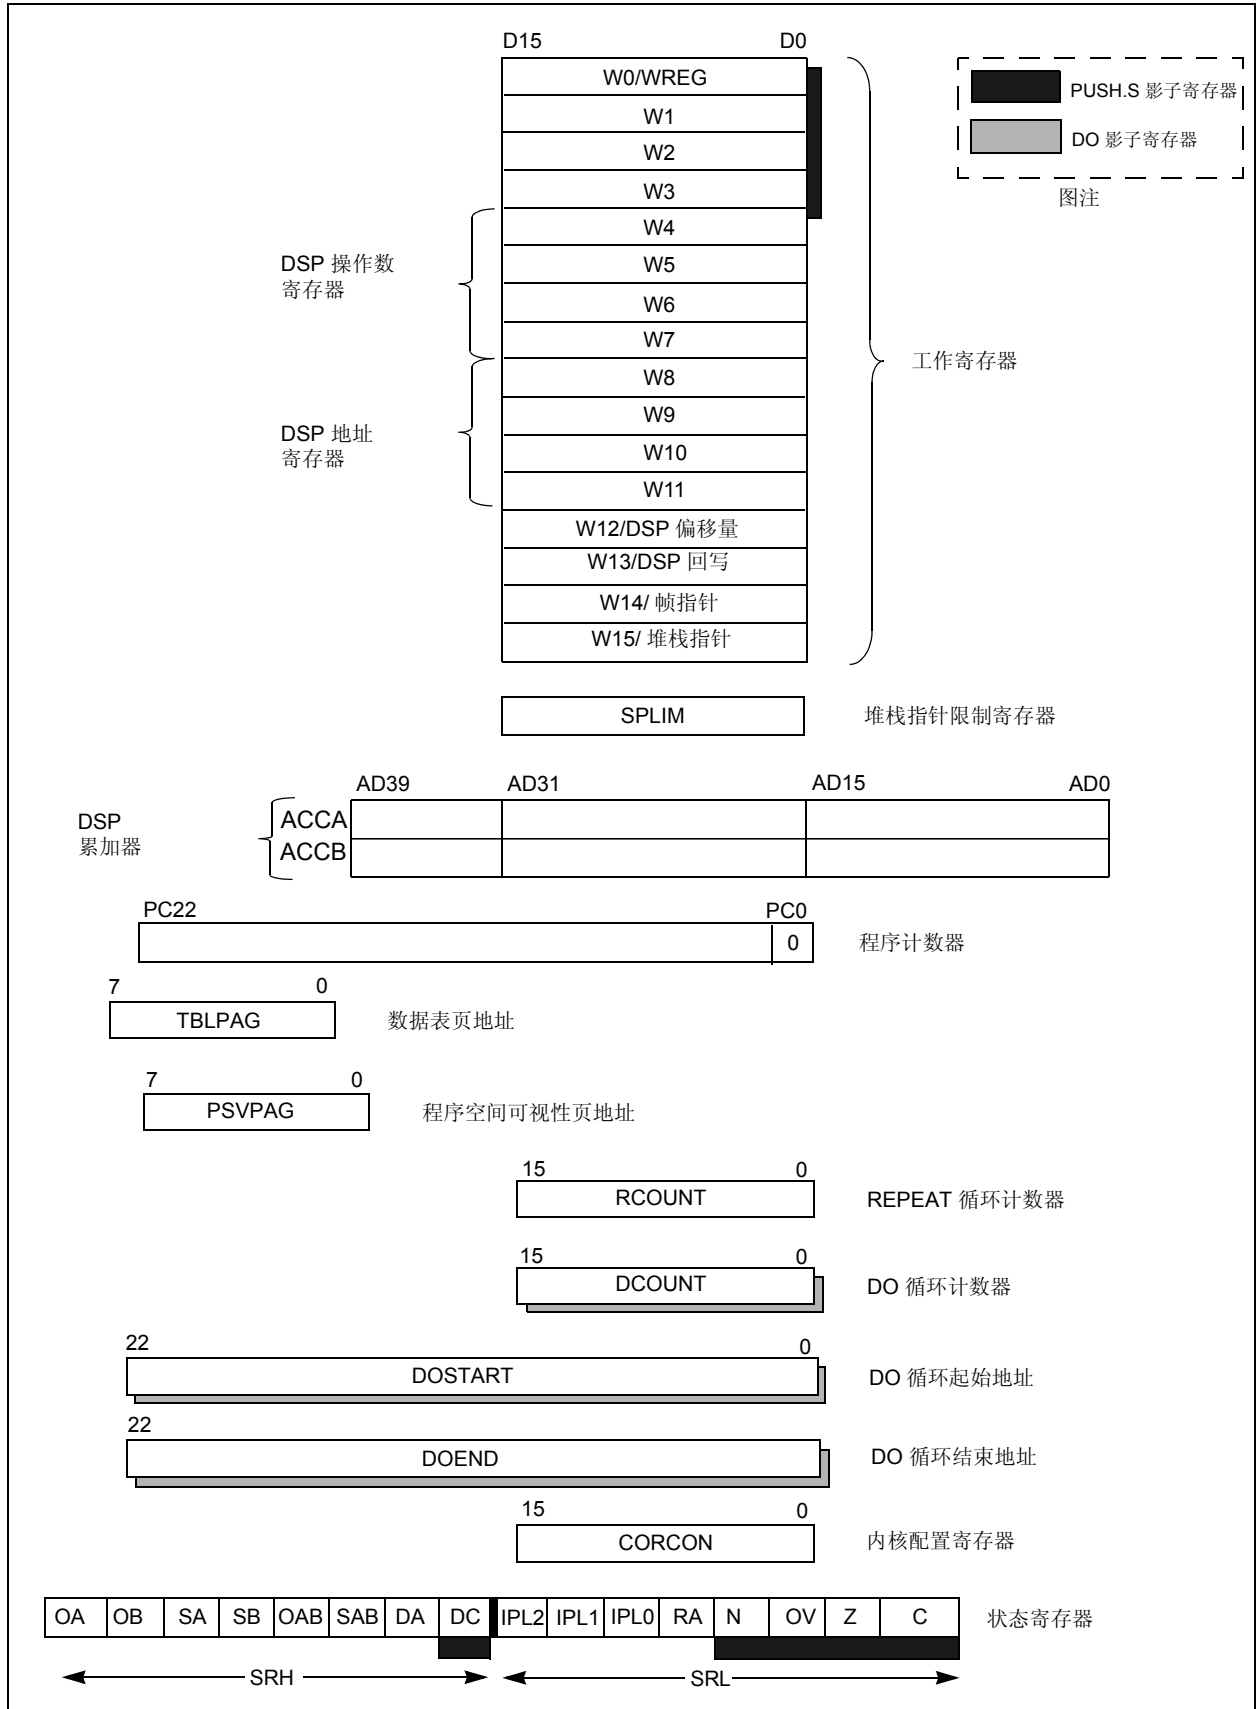 D15 D0
W0/WREG
W1
W2
W3
W4
W5
W6
W7
W8
W9
W10
W11
W12/DSP 偏移量
W13/DSP 回写
W14/ 帧指针
W15/ 堆栈指针
PUSH.S 影子寄存器
DO 影子寄存器
图注
DSP 操作数
寄存器
DSP 地址
寄存器
工作寄存器
SPLIM 堆栈指针限制寄存器
AD39 AD31 AD15 AD0
DSP
累加器
ACCA
ACCB
PC22 PC0
0 程序计数器
7 0
TBLPAG 数据表页地址
7 0
PSVPAG 程序空间可视性页地址
15 0
RCOUNT REPEAT 循环计数器
15 0
DCOUNT DO 循环计数器
22 0
DOSTART DO 循环起始地址
22
DOEND DO 循环结束地址
15 0
CORCON 内核配置寄存器
OA OB SA SB OAB SAB DA DC IPL2 IPL1 IPL0 RA N OV Z C 状态寄存器
SRH SRL